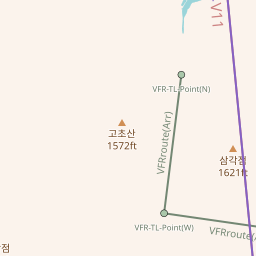 V11
VFR-TL-Point(N)
고초산
1572ft
VFRroute(Arr)
삼각점
1621ft
VFR-TL-Point(W)
VFRroute(A
각점